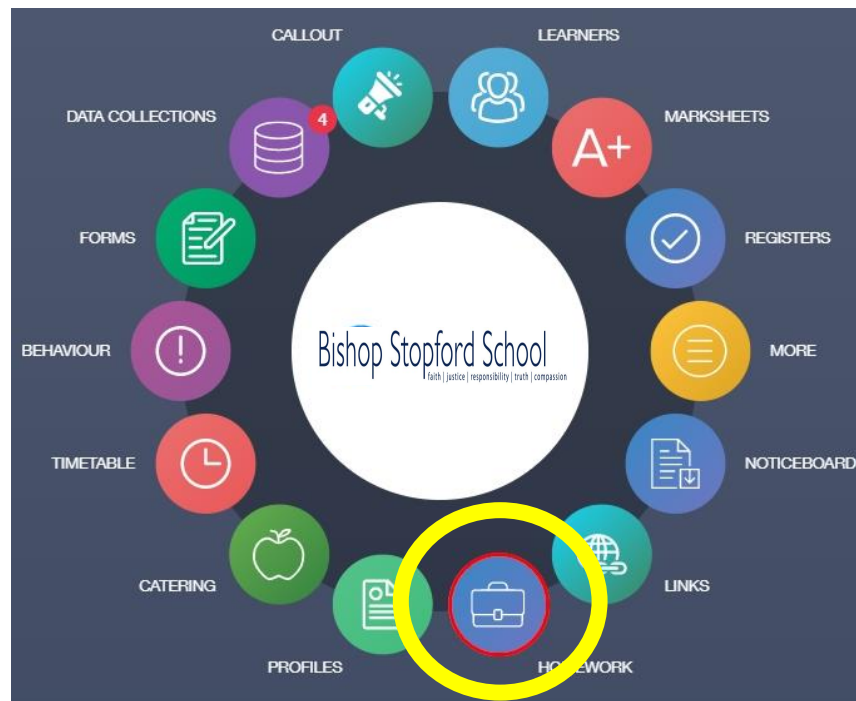 CALLOUT
LEARNERS
DATA COLLECTIONS
4
MARKSHEETS
A+
FORMS
REGISTERS
BEHAVIOUR
Bishop Stopford School
faith | justice | responsibility | truth | compassion
MORE
TIMETABLE
NOTICEBOARD
CATERING
LINKS
PROFILES
HOMEWORK